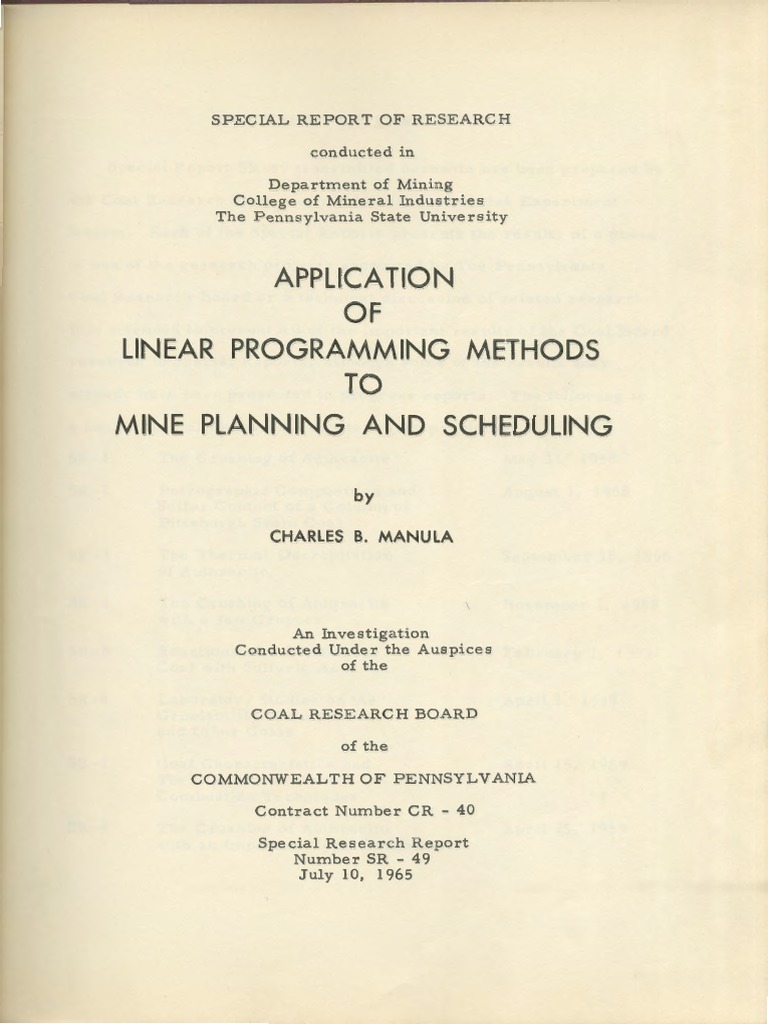 SPECIAL REPORT OF RESEARCH
conducted in
Department of Mining
College of Mineral Industries
The Pennsylvania State University
APPLICATION
OF
LINEAR PROGRAMMING METHODS
TO
MINE PLANNING AND SCHEDULING
by
CHARLES B. MANULA
An Investigation
Conducted Under the Auspices
of the
COAL RESEARCH BOARD
of the
COMMONWEALTH OF PENNSYLVANIA
Contract Number CR - 40
Special Research Report
Number SR - 49
July 10, 1965